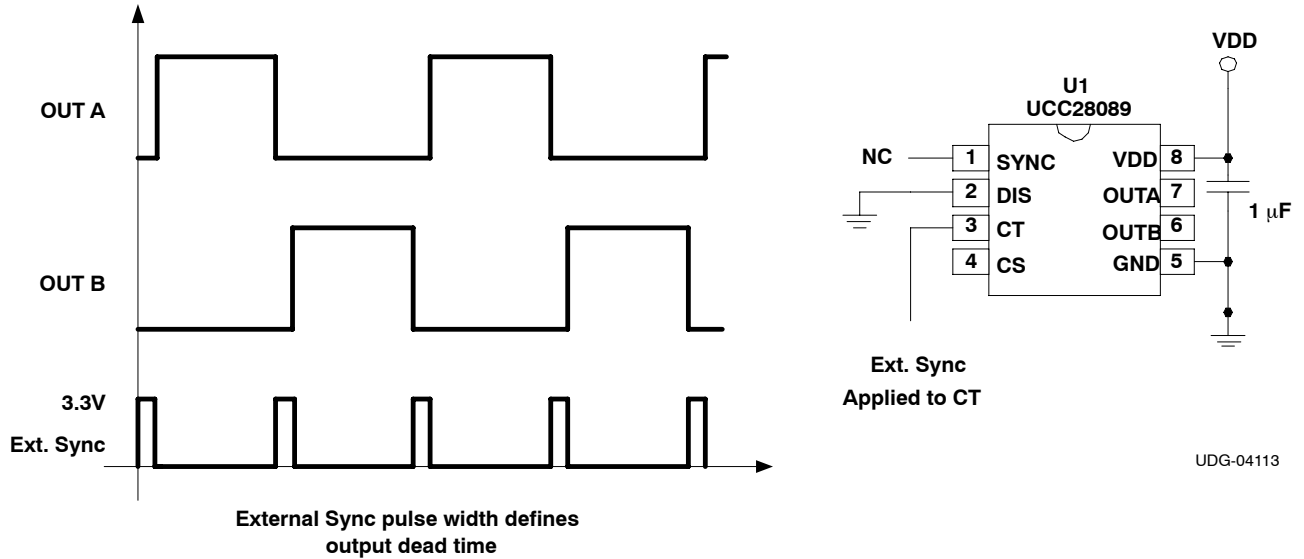 OUT A
OUT B
3.3V
Ext. Sync
External Sync pulse width defines
output dead time
VDD
U1
UCC28089
NC
1 SYNC
2 DIS
3 CT
4 CS
VDD 8
OUTA 7
OUTB 6
GND 5
1 μF
Ext. Sync
Applied to CT
UDG-04113